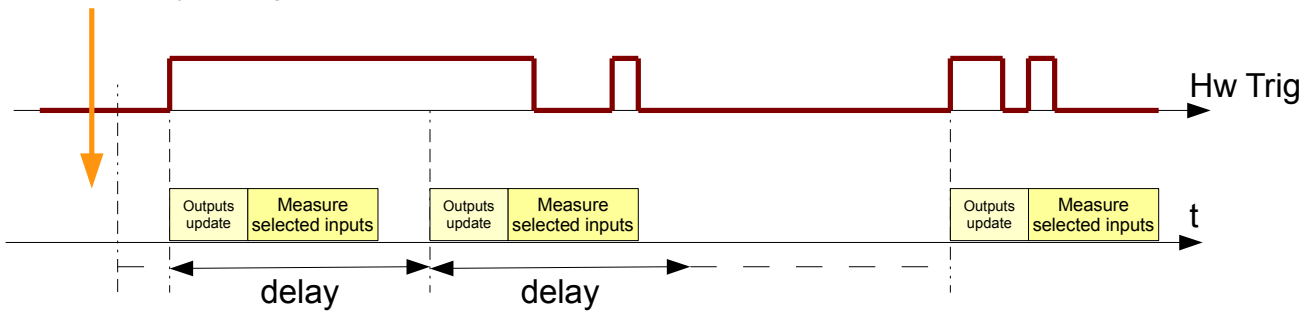 Hw Trig
Outputs
update
Measure
selected inputs
Outputs
update
Measure
selected inputs
Outputs
update
Measure
selected inputs
t
delay
delay